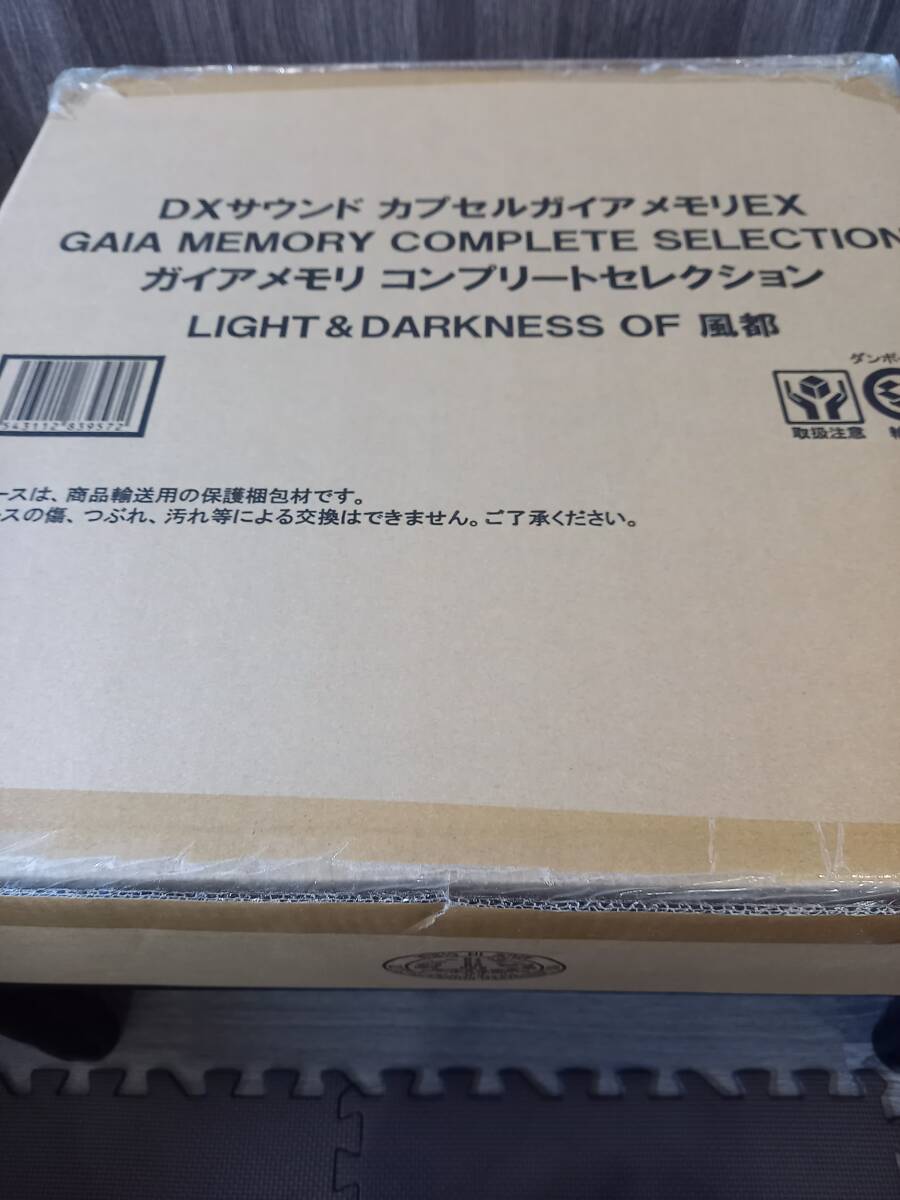 DXサウンド カプセルガイアメモリEX
GAIA MEMORY COMPLETE SELECTION
ガイアメモリ コンプリートセレクション
LIGHT & DARKNESS OF 風都
543112 839572
ダンボー
取扱注意
ースは、商品輸送用の保護梱包材です。
ースの傷、つぶれ、汚れ等による交換はできません。ご了承ください。